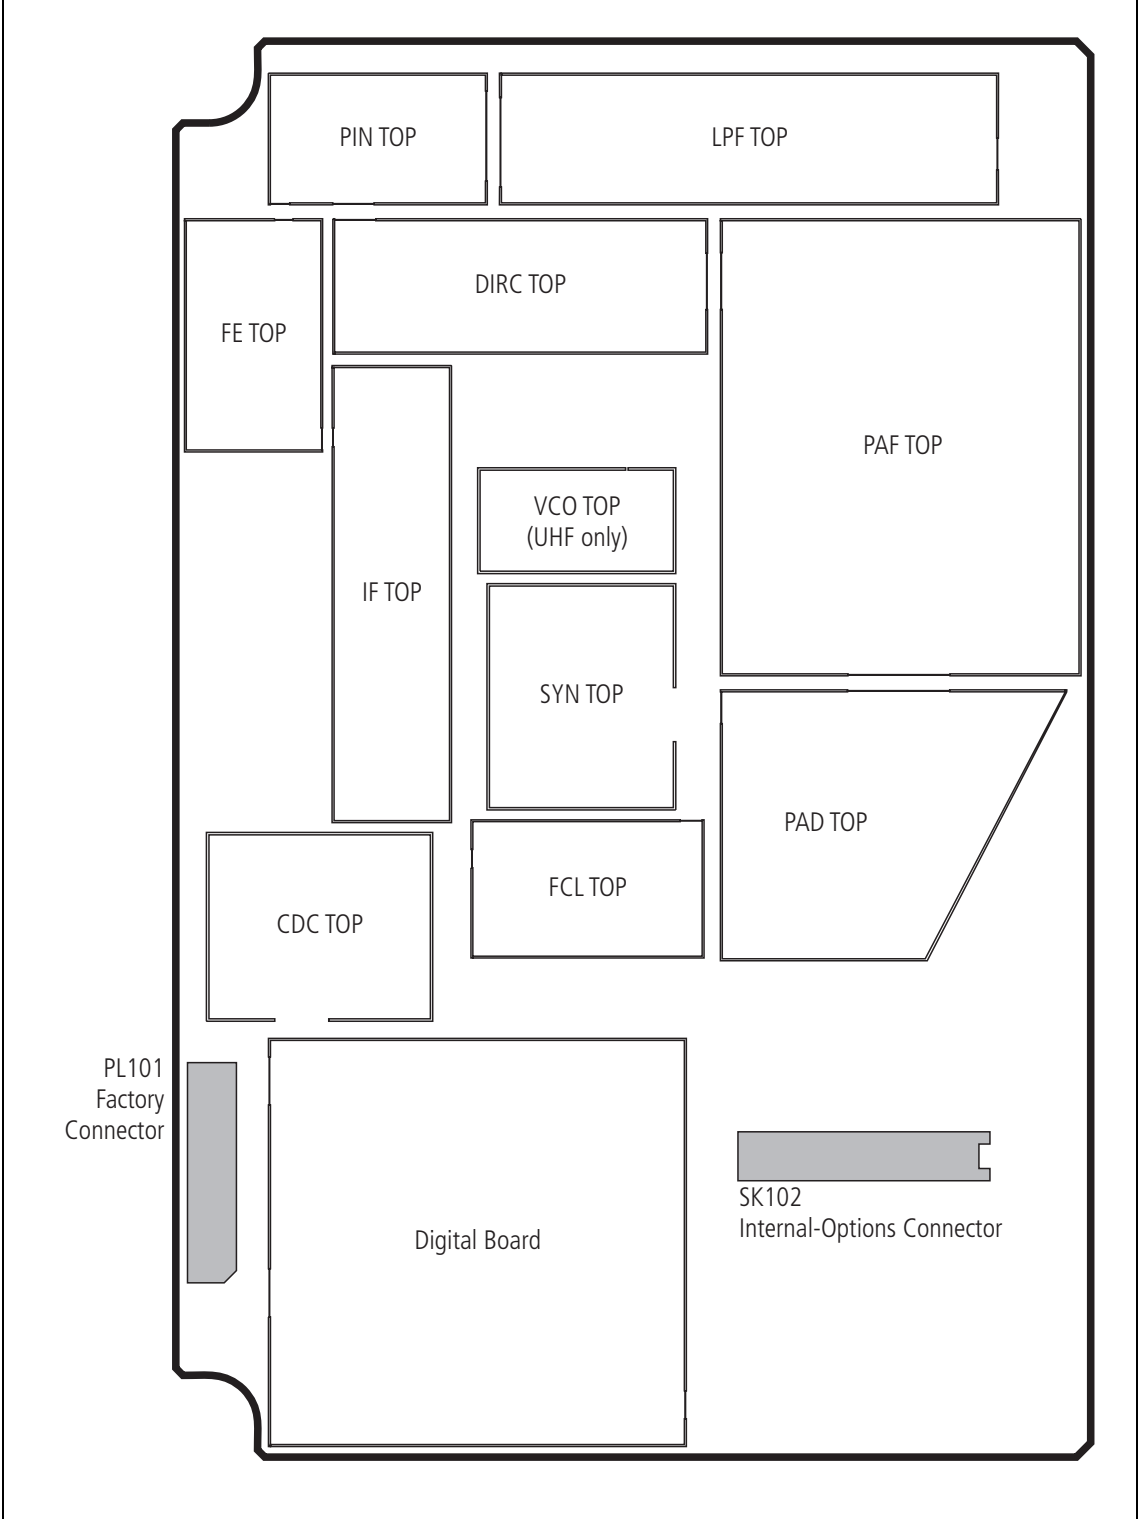 PIN TOP
LPF TOP
DIRC TOP
FE TOP
PAF TOP
VCO TOP
(UHF only)
IF TOP
SYN TOP
PAD TOP
FCL TOP
CDC TOP
PL101
Factory
Connector
SK102
Internal-Options Connector
Digital Board